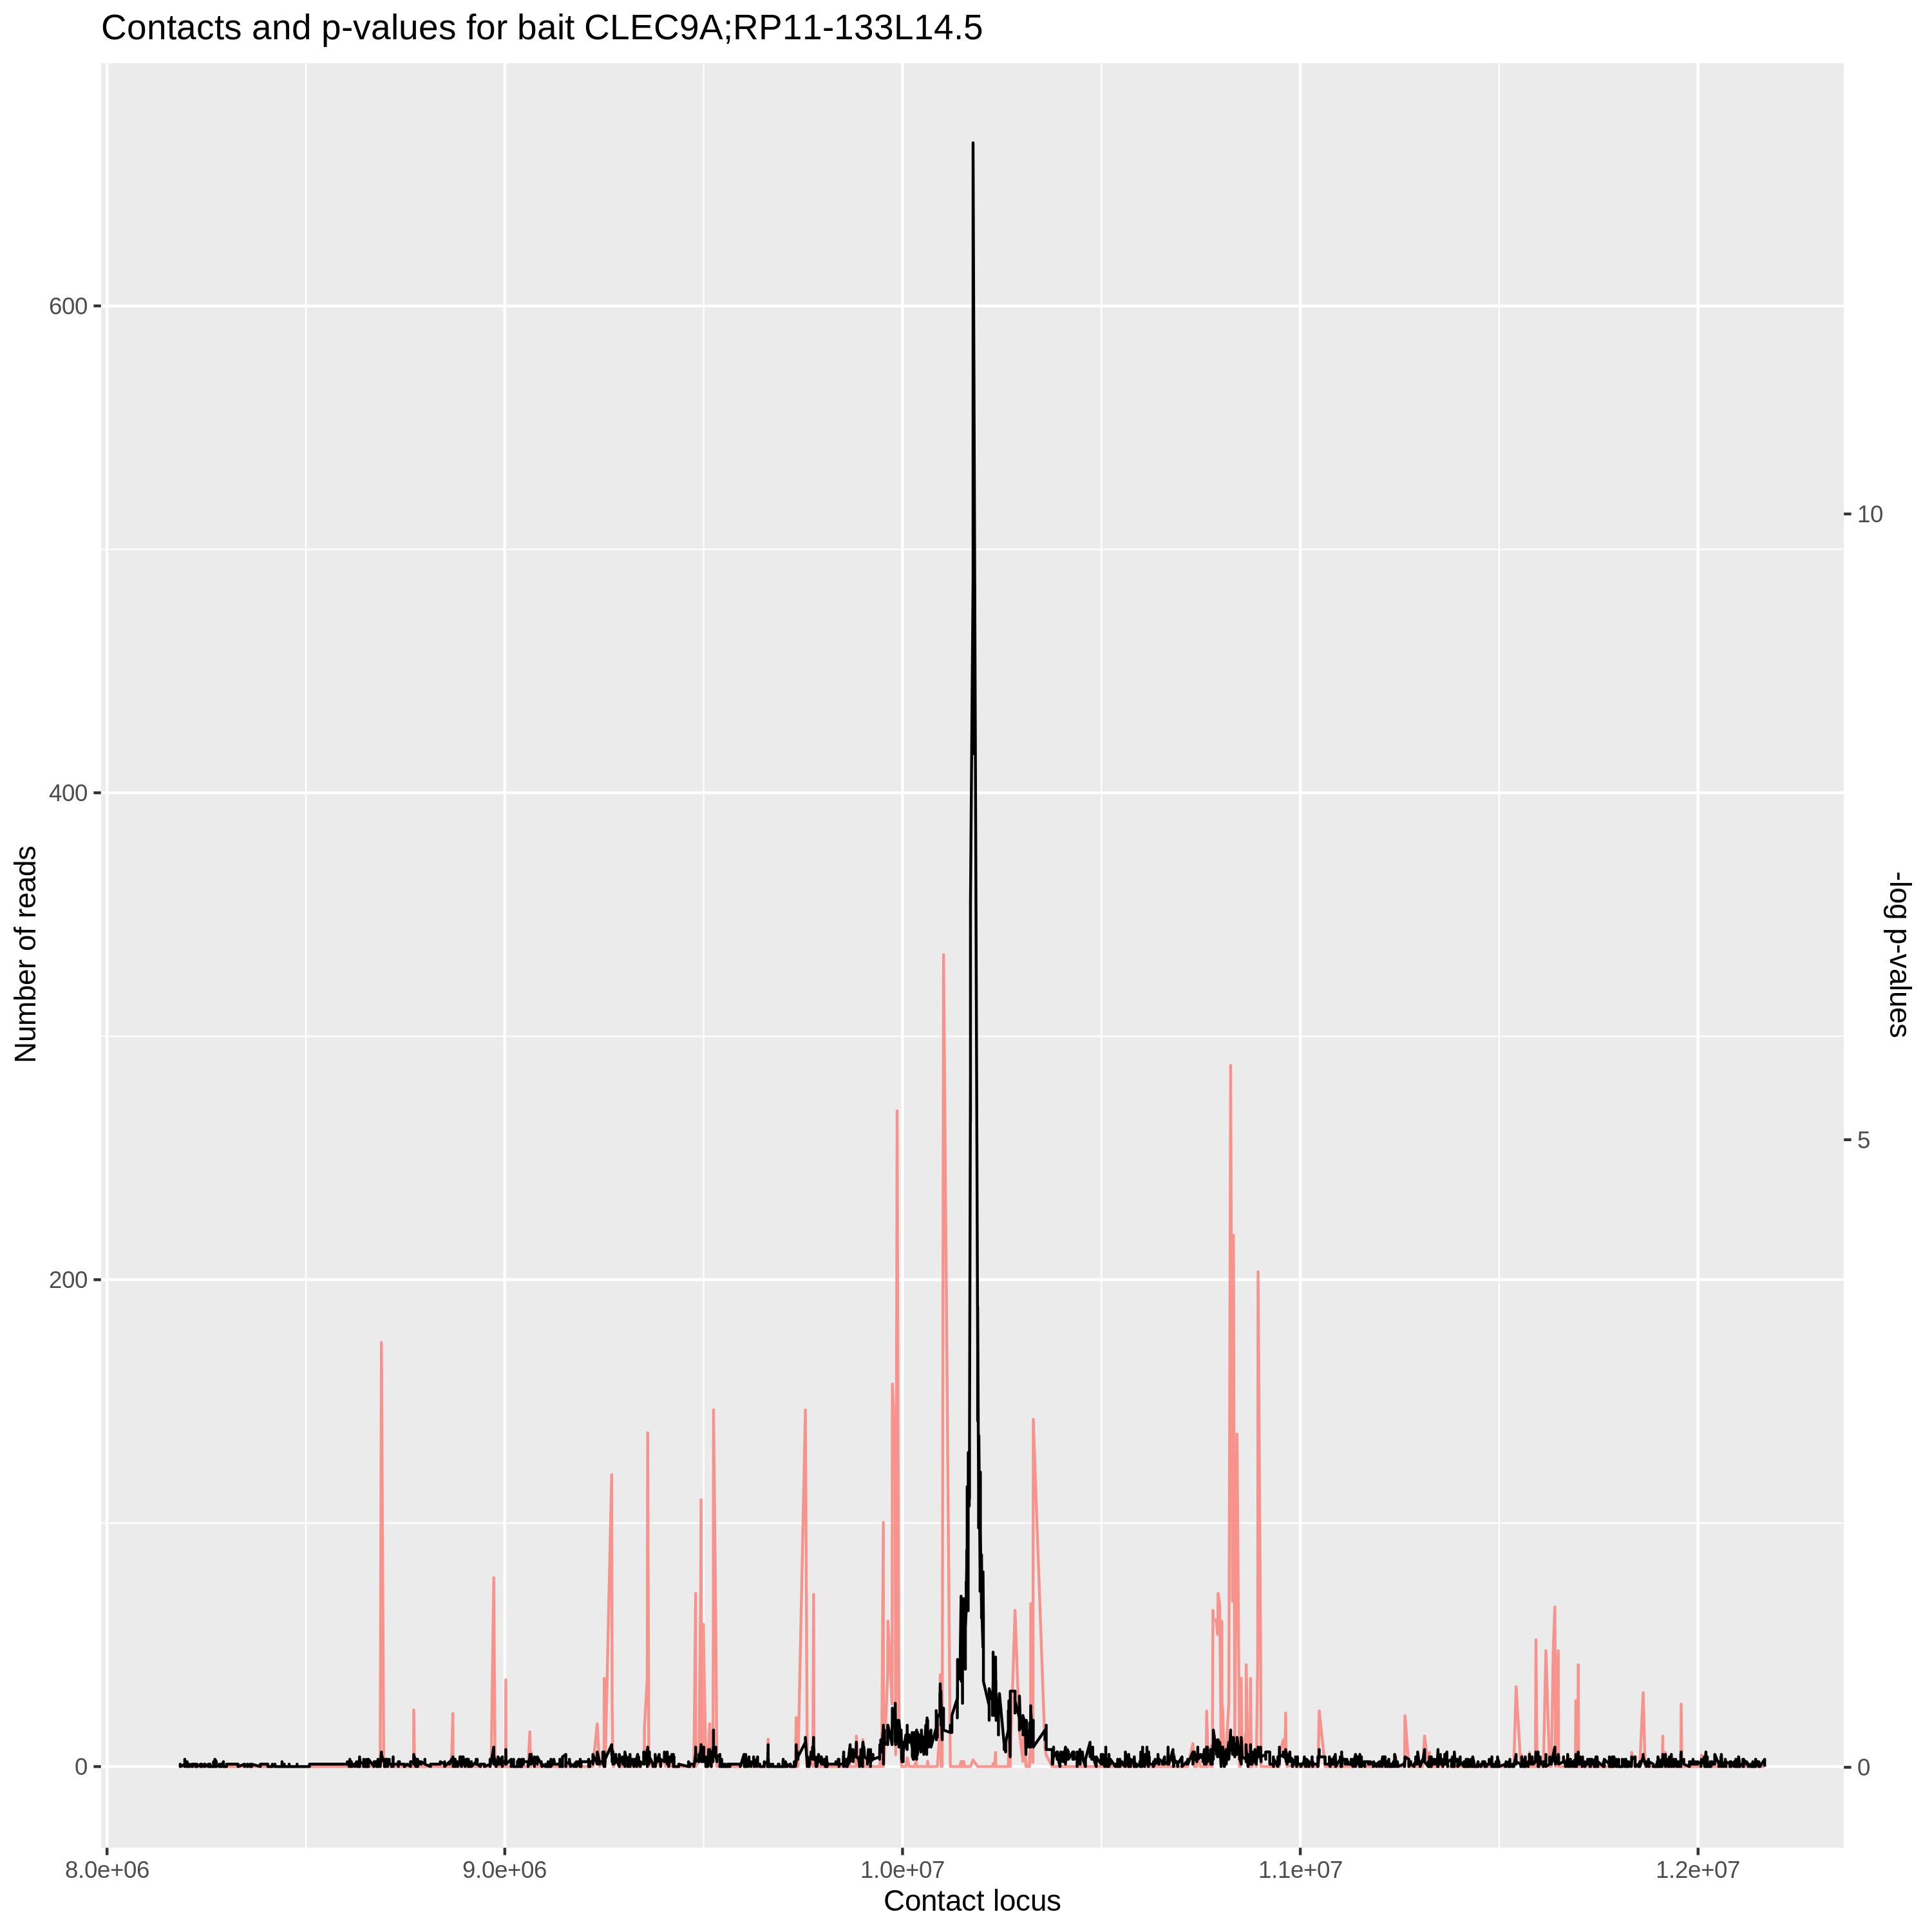 Contacts and p-values for bait CLEC9A;RP11-133L14.5
600
400
200
0
Number of reads
10
5
0
-log p-values
8.0e+06 9.0e+06 1.0e+07 1.1e+07 1.2e+07
Contact locus